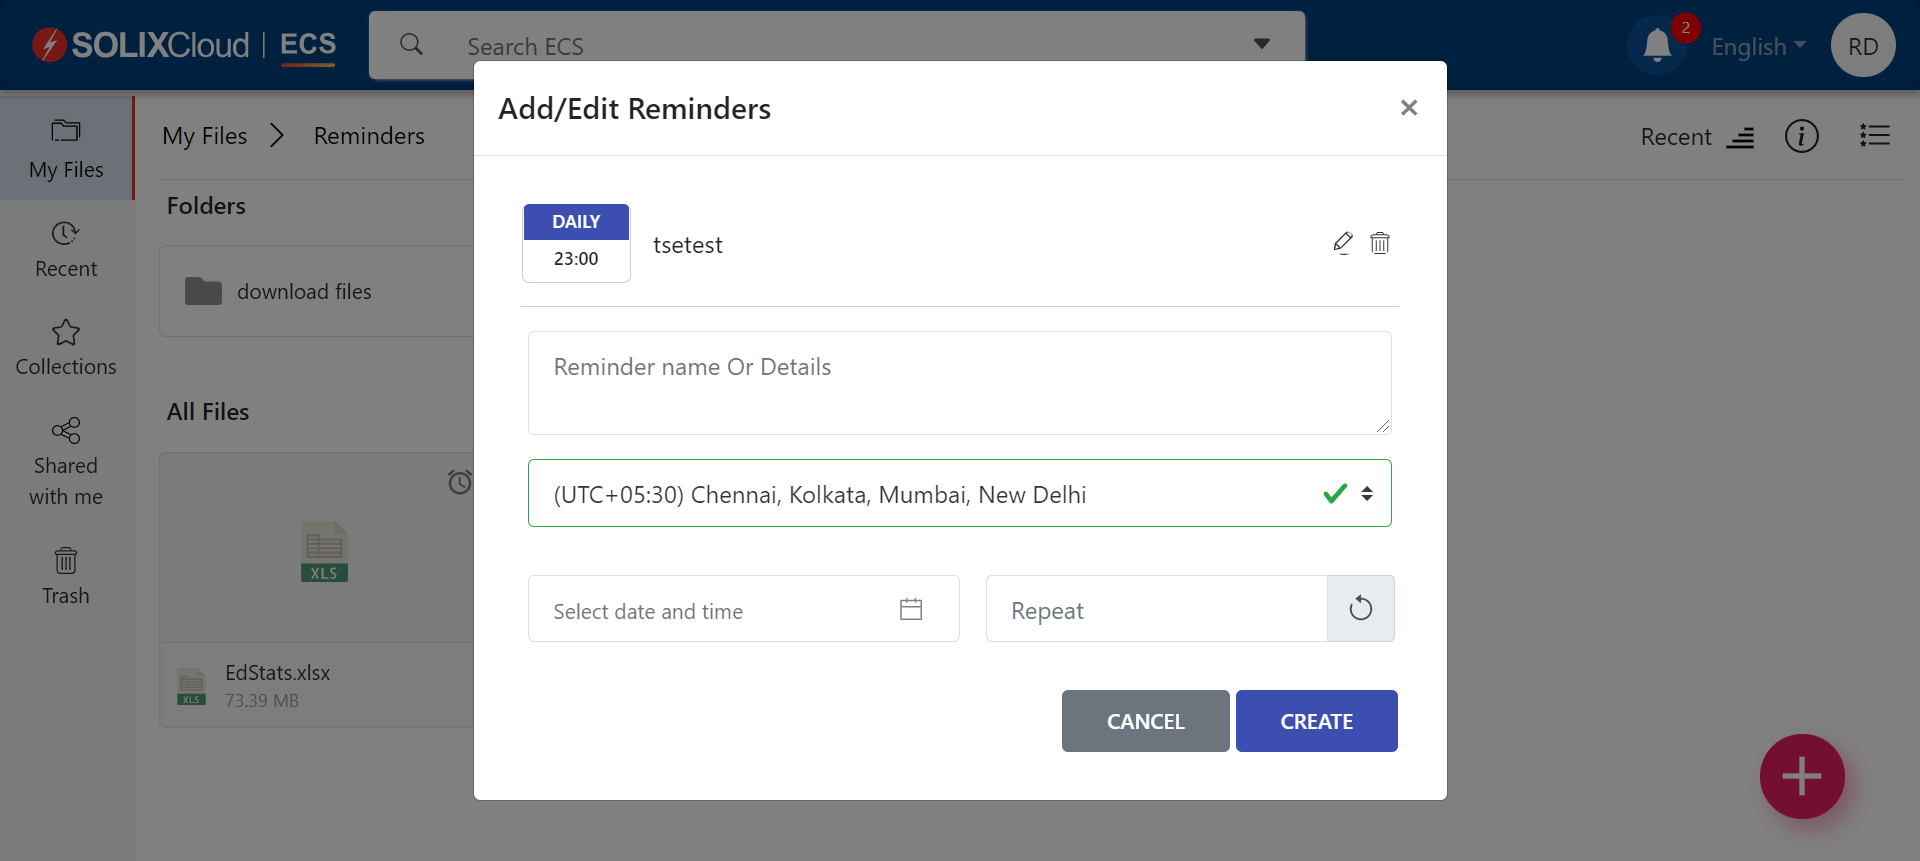 SOLIXCloud | ECS
Search ECS
2
English
RD
Add/Edit Reminders
My Files
Recent
Collections
Shared
with me
Trash
My Files
Reminders
Recent
Folders
download files
All Files
XLS
XLS
EdStats.xlsx
73.39 MB
DAILY
23:00
tsetest
Reminder name Or Details
(UTC+05:30) Chennai, Kolkata, Mumbai, New Delhi
Select date and time
Repeat
CANCEL
CREATE